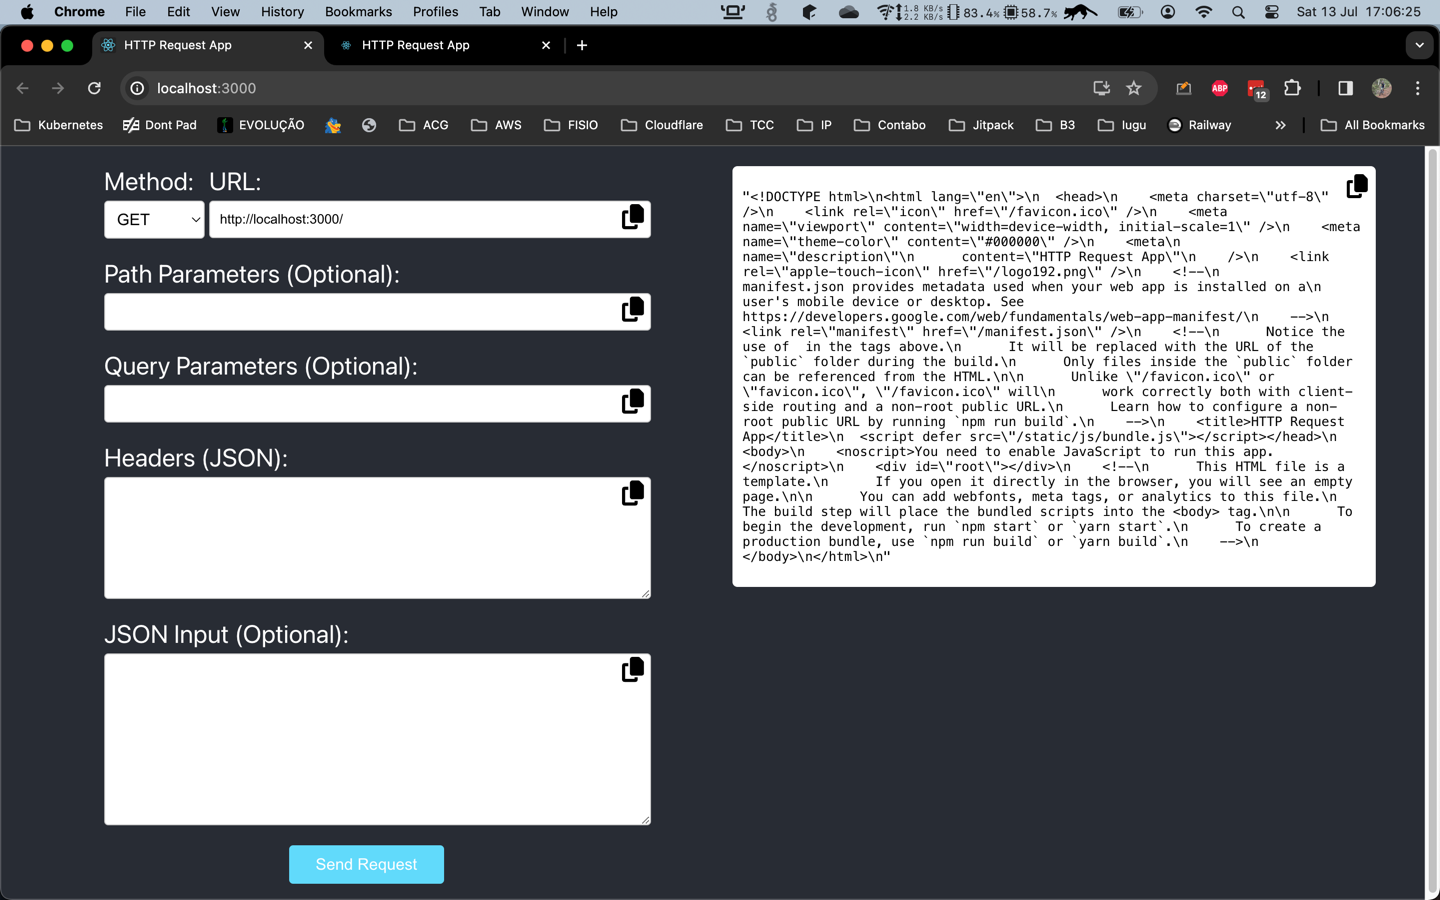 Chrome File Edit View History Bookmarks Profiles Tab Window Help 1.8 KB/s 2.2 KB/s 83.4% 58.7% Sat 13 Jul 17:06:25
HTTP Request App HTTP Request App
localhost:3000 ABP 12
Kubernetes Dont Pad EVOLUÇÃO ACG AWS FISIO Cloudflare TCC IP Contabo Jitpack B3 Iugu Railway All Bookmarks
Method: URL:
GET http://localhost:3000/
Path Parameters (Optional):
Query Parameters (Optional):
Headers (JSON):
JSON Input (Optional):
Send Request
"<!DOCTYPE html>\n<html lang=\"en\">\n  <head>\n    <meta charset=\"utf-8\"
/>\n    <link rel=\"icon\" href=\"/favicon.ico\" />\n    <meta
name=\"viewport\" content=\"width=device-width, initial-scale=1\" />\n    <meta
name=\"theme-color\" content=\"#000000\" />\n    <meta\n
name=\"description\"\n      content=\"HTTP Request App\"\n    />\n    <link
rel=\"apple-touch-icon\" href=\"/logo192.png\" />\n    <!--\n
manifest.json provides metadata used when your web app is installed on a\n
user's mobile device or desktop. See
https://developers.google.com/web/fundamentals/web-app-manifest/\n    -->\n
<link rel=\"manifest\" href=\"/manifest.json\" />\n    <!--\n      Notice the
use of  in the tags above.\n      It will be replaced with the URL of the
`public` folder during the build.\n      Only files inside the `public` folder
can be referenced from the HTML.\n\n      Unlike \"/favicon.ico\" or
\"favicon.ico\", \"/favicon.ico\" will\n      work correctly both with client-
side routing and a non-root public URL.\n      Learn how to configure a non-
root public URL by running `npm run build`.\n    -->\n    <title>HTTP Request
App</title>\n  <script defer src=\"/static/js/bundle.js\"></script></head>\n
<body>\n    <noscript>You need to enable JavaScript to run this app.
</noscript>\n    <div id=\"root\"></div>\n    <!--\n      This HTML file is a
template.\n      If you open it directly in the browser, you will see an empty
page.\n\n      You can add webfonts, meta tags, or analytics to this file.\n
The build step will place the bundled scripts into the <body> tag.\n\n      To
begin the development, run `npm start` or `yarn start`.\n      To create a
production bundle, use `npm run build` or `yarn build`.\n    -->\n
</body>\n</html>\n"